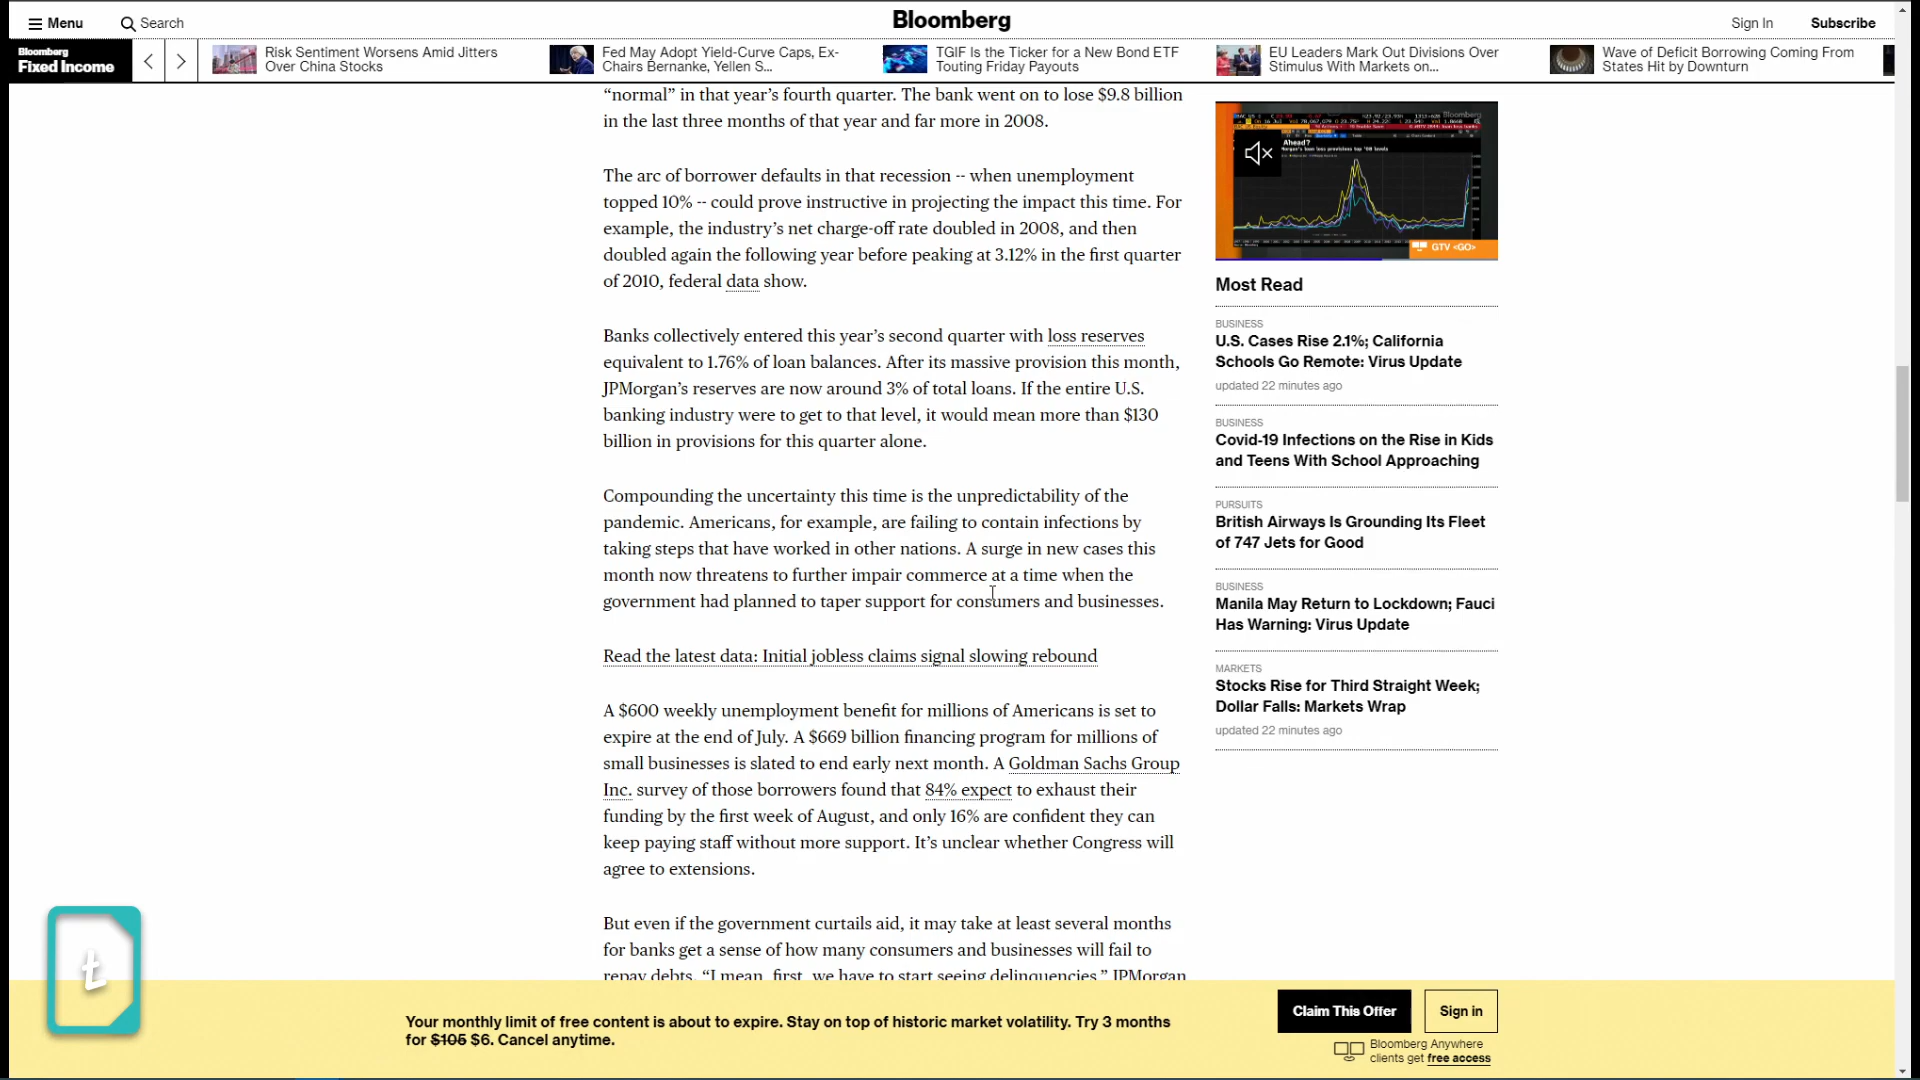 Menu
Search
Bloomberg
Sign In
Subscribe
Bloomberg
Fixed Income
Risk Sentiment Worsens Amid Jitters
Over China Stocks
Fed May Adopt Yield-Curve Caps, Ex-
Chairs Bernanke, Yellen S...
TGIF Is the Ticker for a New Bond ETF
Touting Friday Payouts
EU Leaders Mark Out Divisions Over
Stimulus With Markets on...
Wave of Deficit Borrowing Coming From
States Hit by Downturn
“normal” in that year’s fourth quarter. The bank went on to lose $9.8 billion
in the last three months of that year and far more in 2008.
The arc of borrower defaults in that recession -- when unemployment
topped 10% -- could prove instructive in projecting the impact this time. For
example, the industry’s net charge-off rate doubled in 2008, and then
doubled again the following year before peaking at 3.12% in the first quarter
of 2010, federal data show.
Banks collectively entered this year’s second quarter with loss reserves
equivalent to 1.76% of loan balances. After its massive provision this month,
JPMorgan’s reserves are now around 3% of total loans. If the entire U.S.
banking industry were to get to that level, it would mean more than $130
billion in provisions for this quarter alone.
Compounding the uncertainty this time is the unpredictability of the
pandemic. Americans, for example, are failing to contain infections by
taking steps that have worked in other nations. A surge in new cases this
month now threatens to further impair commerce at a time when the
government had planned to taper support for consumers and businesses.
Read the latest data: Initial jobless claims signal slowing rebound
A $600 weekly unemployment benefit for millions of Americans is set to
expire at the end of July. A $669 billion financing program for millions of
small businesses is slated to end early next month. A Goldman Sachs Group
Inc. survey of those borrowers found that 84% expect to exhaust their
funding by the first week of August, and only 16% are confident they can
keep paying staff without more support. It’s unclear whether Congress will
agree to extensions.
But even if the government curtails aid, it may take at least several months
for banks get a sense of how many consumers and businesses will fail to
repay debts. “I mean, first, we have to start seeing delinquencies,” JPMorgan
Bloomberg
Ahead?
GTV <GO>
Most Read
BUSINESS
U.S. Cases Rise 2.1%; California
Schools Go Remote: Virus Update
updated 22 minutes ago
BUSINESS
Covid-19 Infections on the Rise in Kids
and Teens With School Approaching
PURSUITS
British Airways Is Grounding Its Fleet
of 747 Jets for Good
BUSINESS
Manila May Return to Lockdown; Fauci
Has Warning: Virus Update
MARKETS
Stocks Rise for Third Straight Week;
Dollar Falls: Markets Wrap
updated 22 minutes ago
t
Your monthly limit of free content is about to expire. Stay on top of historic market volatility. Try 3 months
for $105 $6. Cancel anytime.
Claim This Offer
Sign in
Bloomberg Anywhere
clients get free access